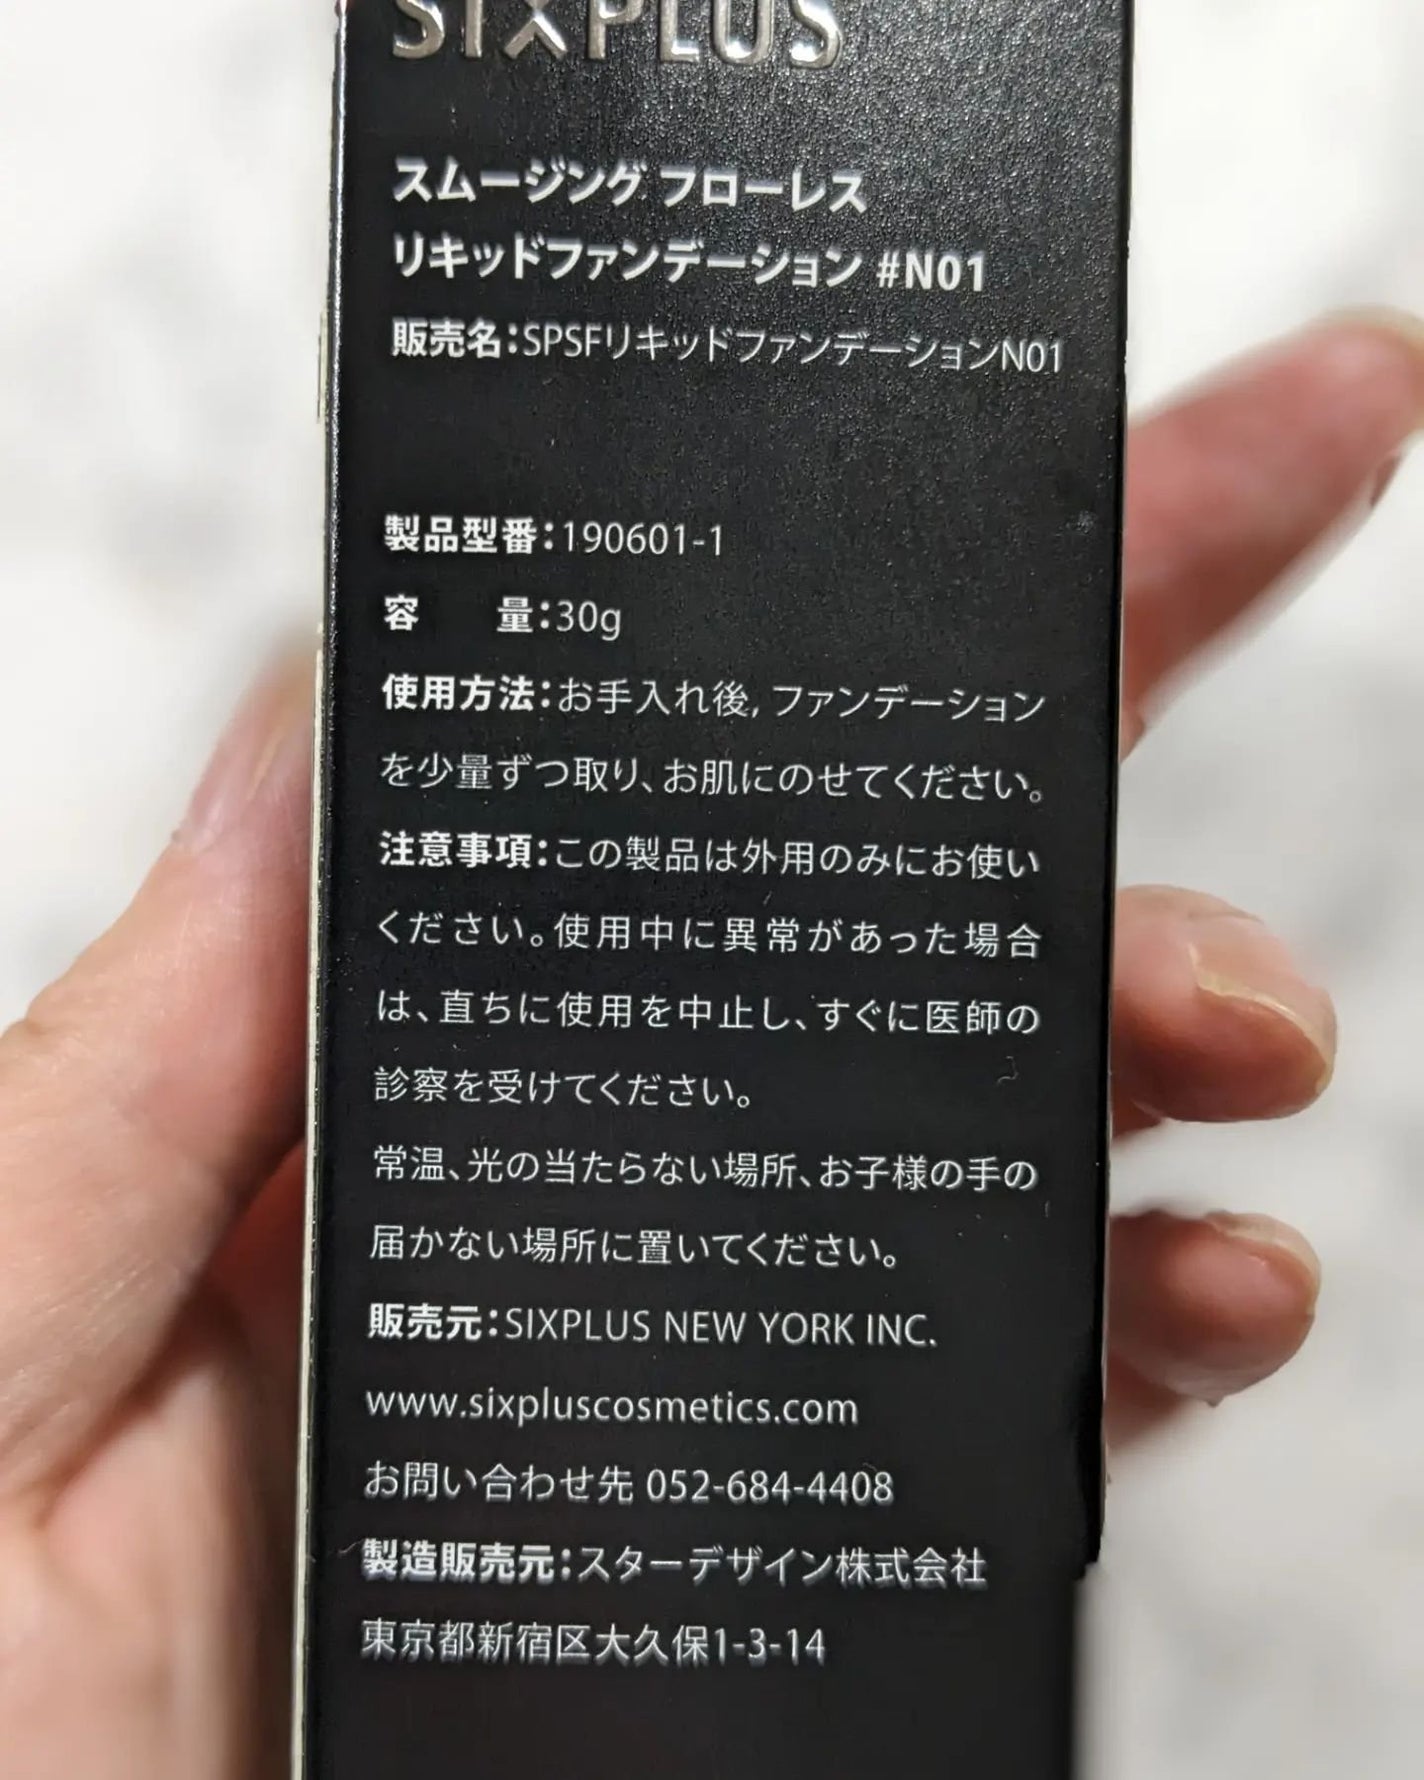 SIXPLUS
スムージング フローレス
リキッドファンデーション #N01
販売名：SPSFリキッドファンデーションN01
製品型番：190601-1
容　　量：30g
使用方法：お手入れ後, ファンデーション
を少量ずつ取り、お肌にのせてください。
注意事項：この製品は外用のみにお使い
ください。使用中に異常があった場合
は、直ちに使用を中止し、すぐに医師の
診察を受けてください。
常温、光の当たらない場所、お子様の手の
届かない場所に置いてください。
販売元：SIXPLUS NEW YORK INC.
www.sixpluscosmetics.com
お問い合わせ先 052-684-4408
製造販売元：スターデザイン株式会社
東京都新宿区大久保1-3-14